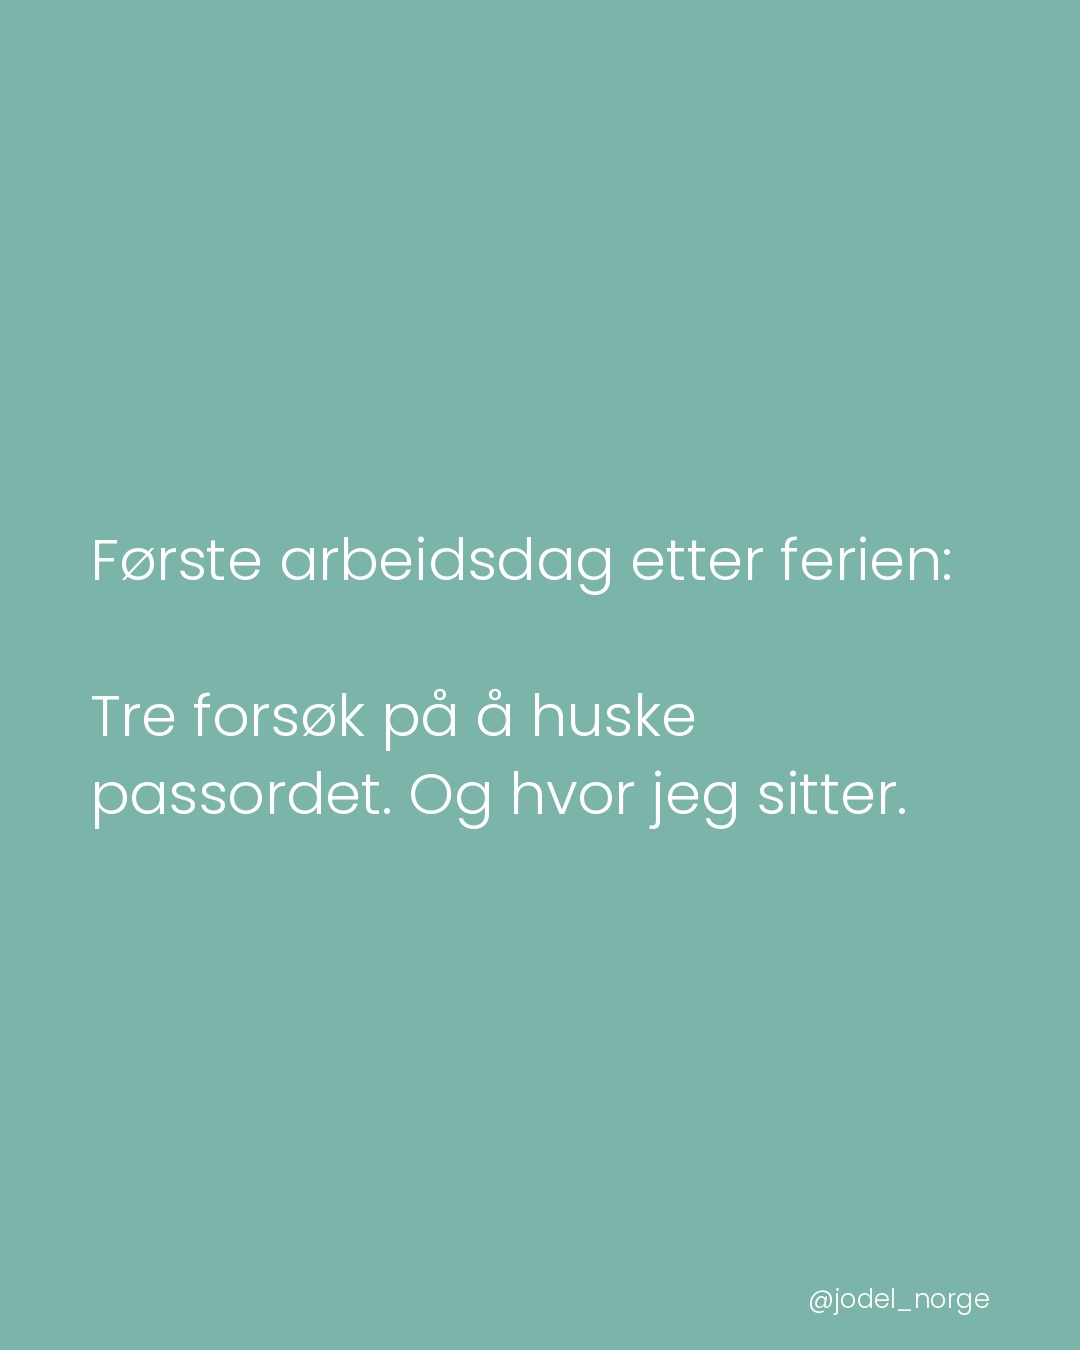 Første arbeidsdag etter ferien:
Tre forsøk på å huske
passordet. Og hvor jeg sitter.
@jodel_norge